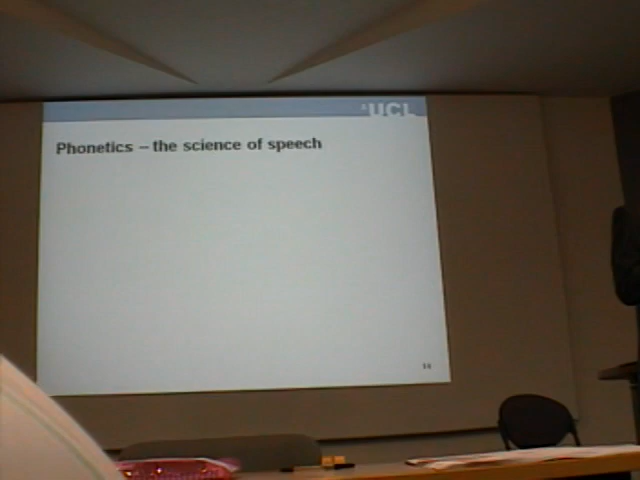 UCL
Phonetics – the science of speech